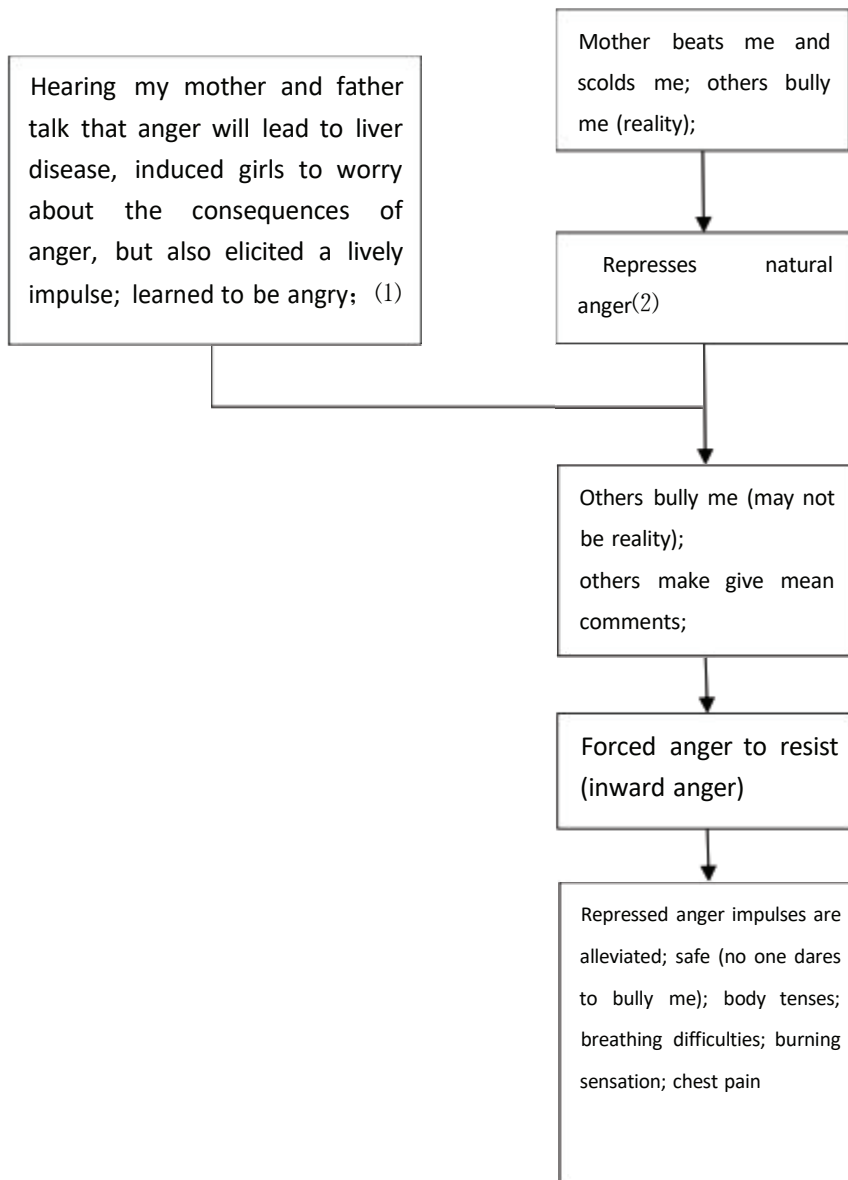 Hearing my mother and father
talk that anger will lead to liver
disease, induced girls to worry
about the consequences of
anger, but also elicited a lively
impulse; learned to be angry；(1)
Mother beats me and
scolds me; others bully
me (reality);
Represses natural
anger(2)
Others bully me (may not
be reality);
others make give mean
comments;
Forced anger to resist
(inward anger)
Repressed anger impulses are
alleviated; safe (no one dares
to bully me); body tenses;
breathing difficulties; burning
sensation; chest pain